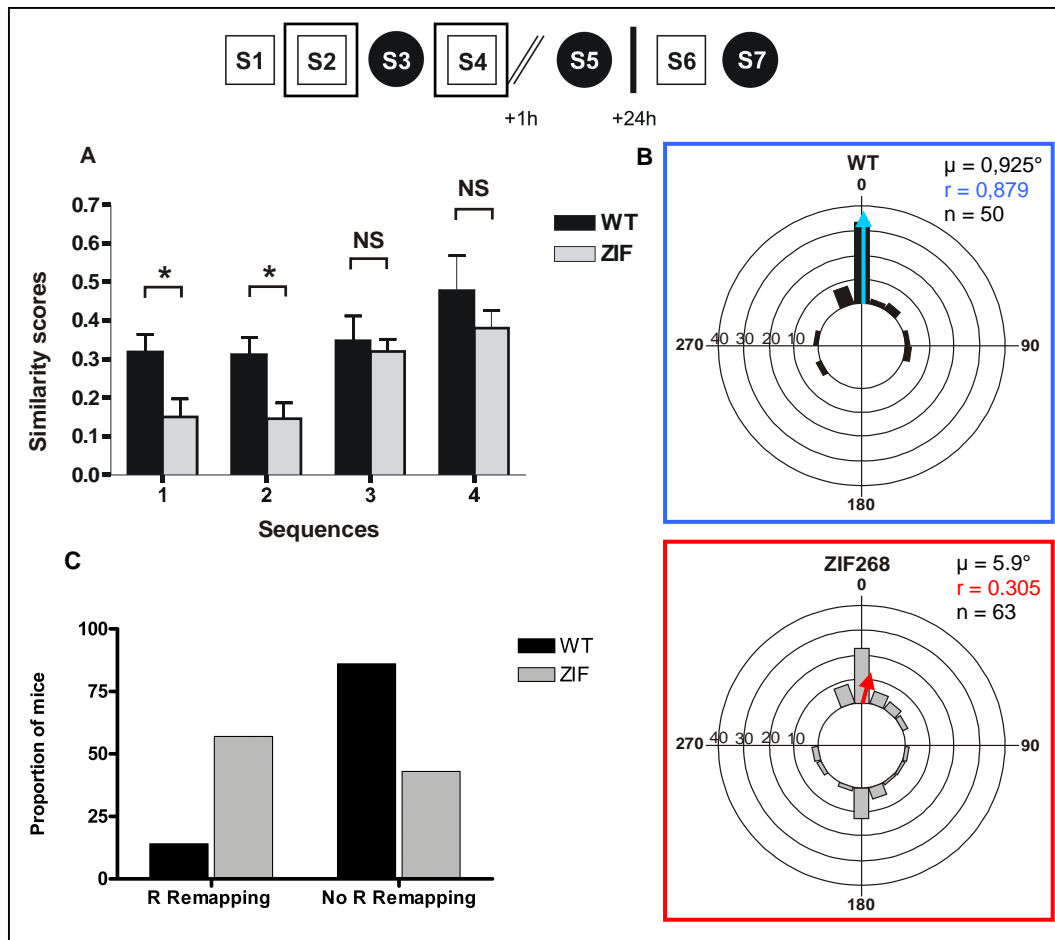 S1 S2 S3 S4 S5 S6 S7
+1h +24h
A
NS
NS
*
*
0.7
0.6
0.5
0.4
0.3
0.2
0.1
0.0
Similarity scores
1 2 3 4
Sequences
WT
ZIF
B
WT
0
µ = 0,925°
r = 0,879
n = 50
270 40 30 20 10 90
180
ZIF268
0
µ = 5.9°
r = 0.305
n = 63
270 40 30 20 10 90
180
C
100
75
50
25
0
Proportion of mice
R Remapping No R Remapping
WT
ZIF